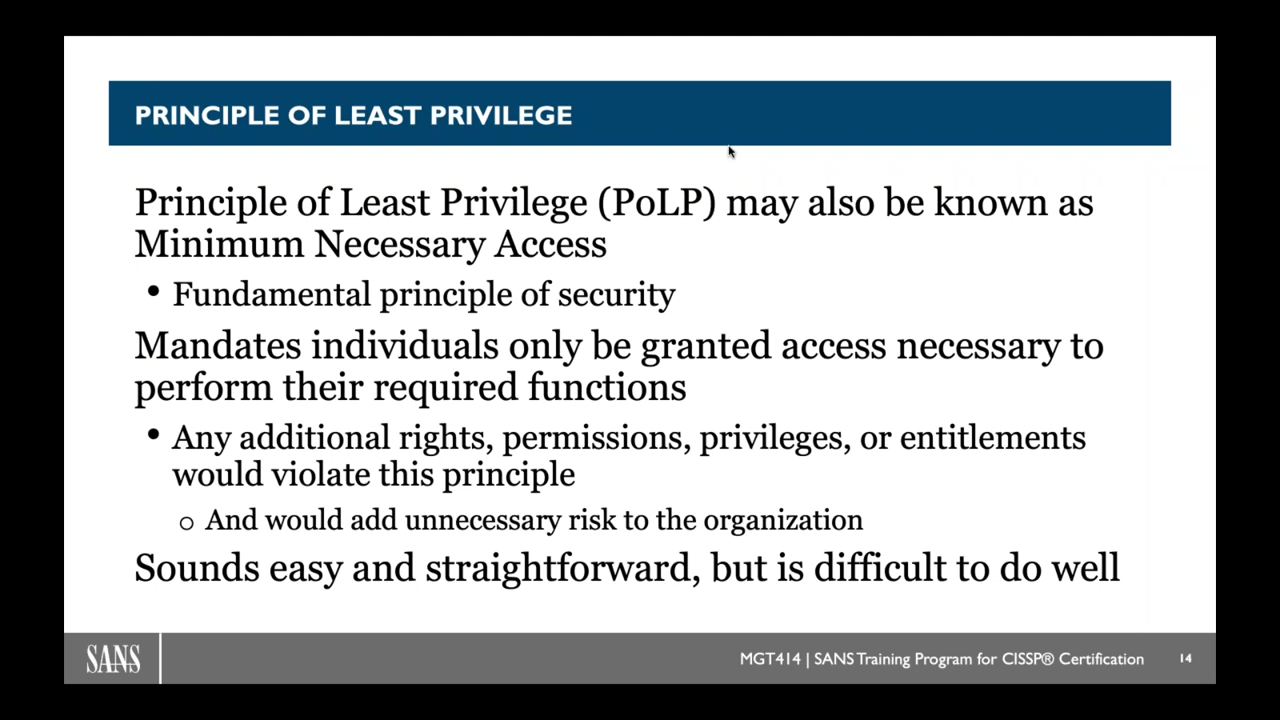 PRINCIPLE OF LEAST PRIVILEGE
Principle of Least Privilege (PoLP) may also be known as
Minimum Necessary Access
• Fundamental principle of security
Mandates individuals only be granted access necessary to
perform their required functions
• Any additional rights, permissions, privileges, or entitlements
would violate this principle
o And would add unnecessary risk to the organization
Sounds easy and straightforward, but is difficult to do well
SANS
MGT414 | SANS Training Program for CISSP® Certification
14